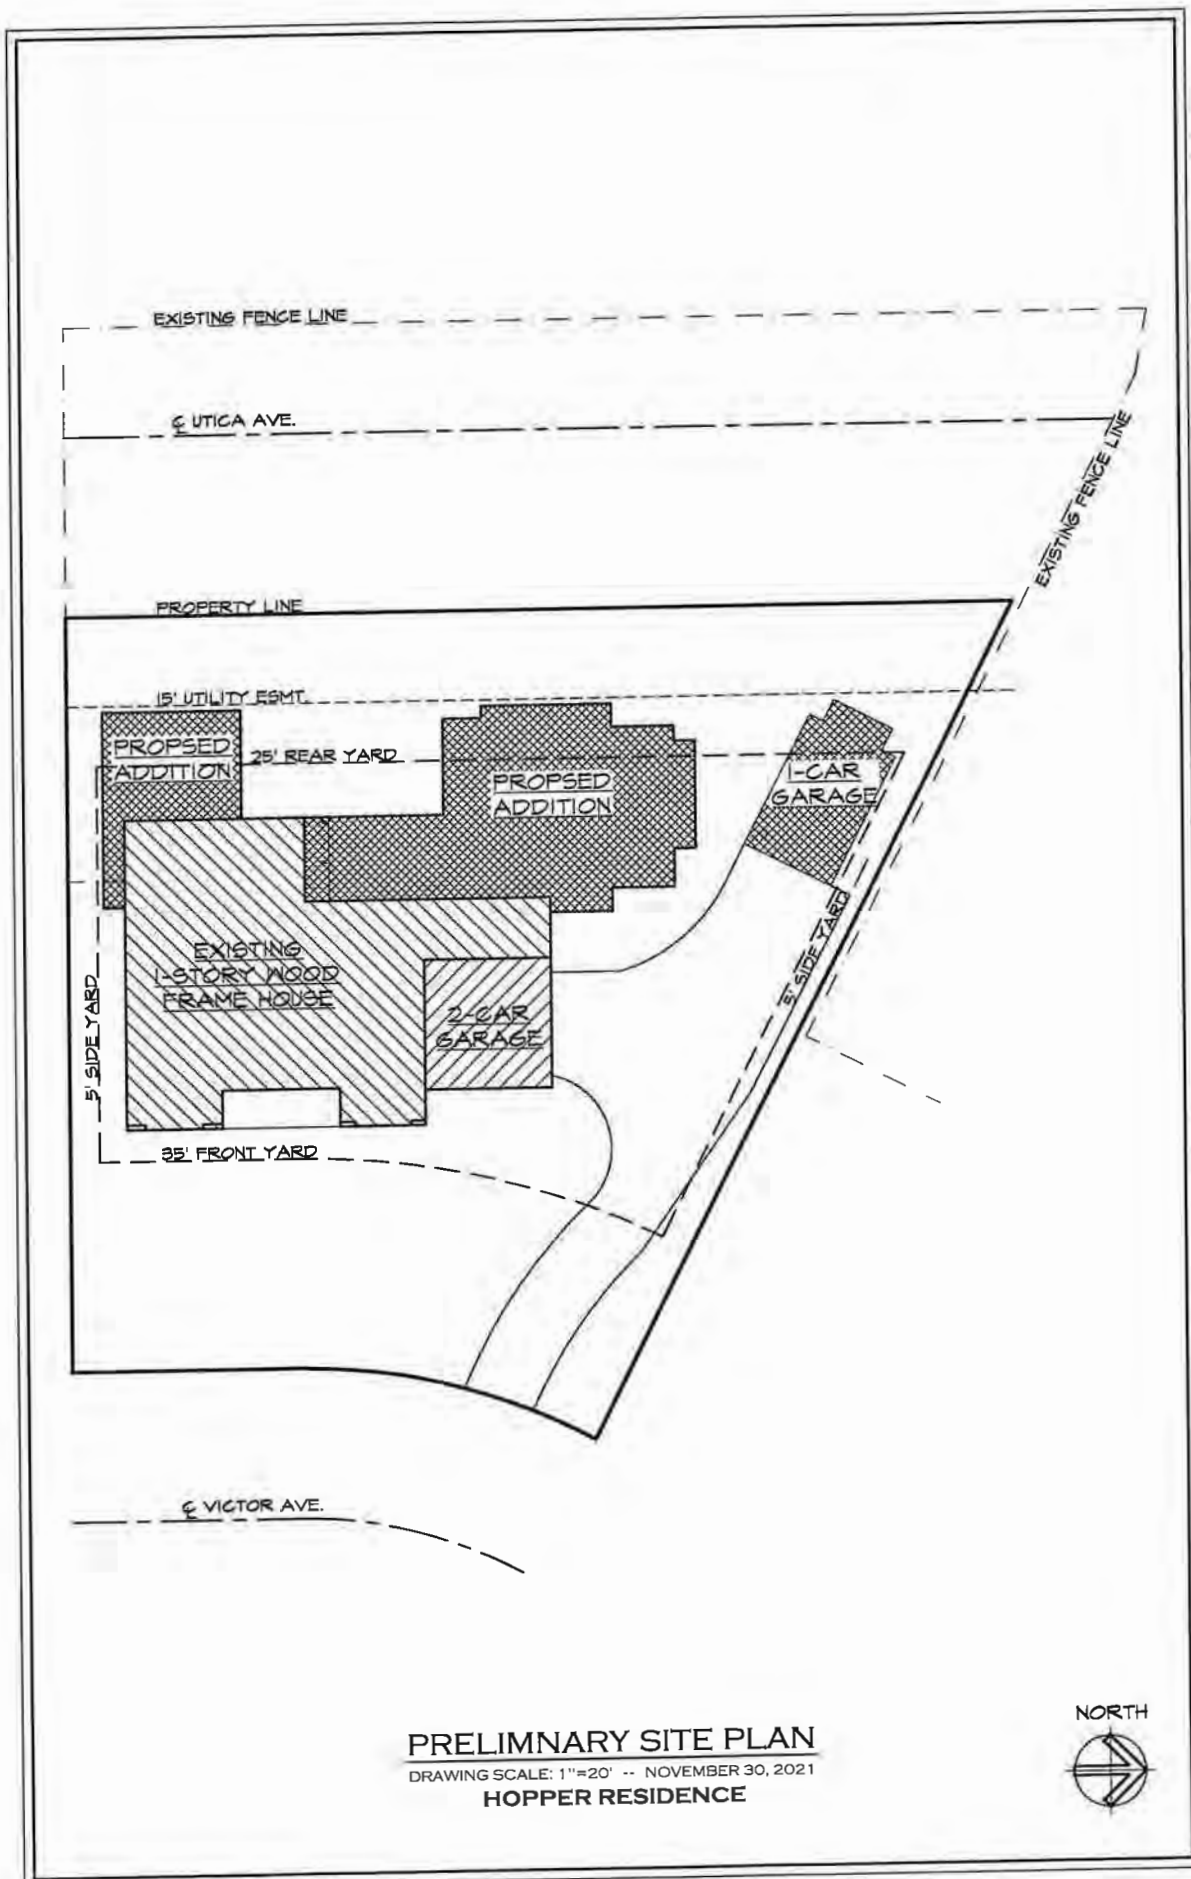 EXISTING FENCE LINE
℄ UTICA AVE.
EXISTING FENCE LINE
PROPERTY LINE
15' UTILITY ESMT.
PROPSED
ADDITION
25' REAR YARD
PROPSED
ADDITION
1-CAR
GARAGE
EXISTING
1-STORY WOOD
FRAME HOUSE
2-CAR
GARAGE
5' SIDE YARD
5' SIDE YARD
35' FRONT YARD
℄ VICTOR AVE.
PRELIMNARY SITE PLAN
DRAWING SCALE: 1"=20' -- NOVEMBER 30, 2021
HOPPER RESIDENCE
NORTH